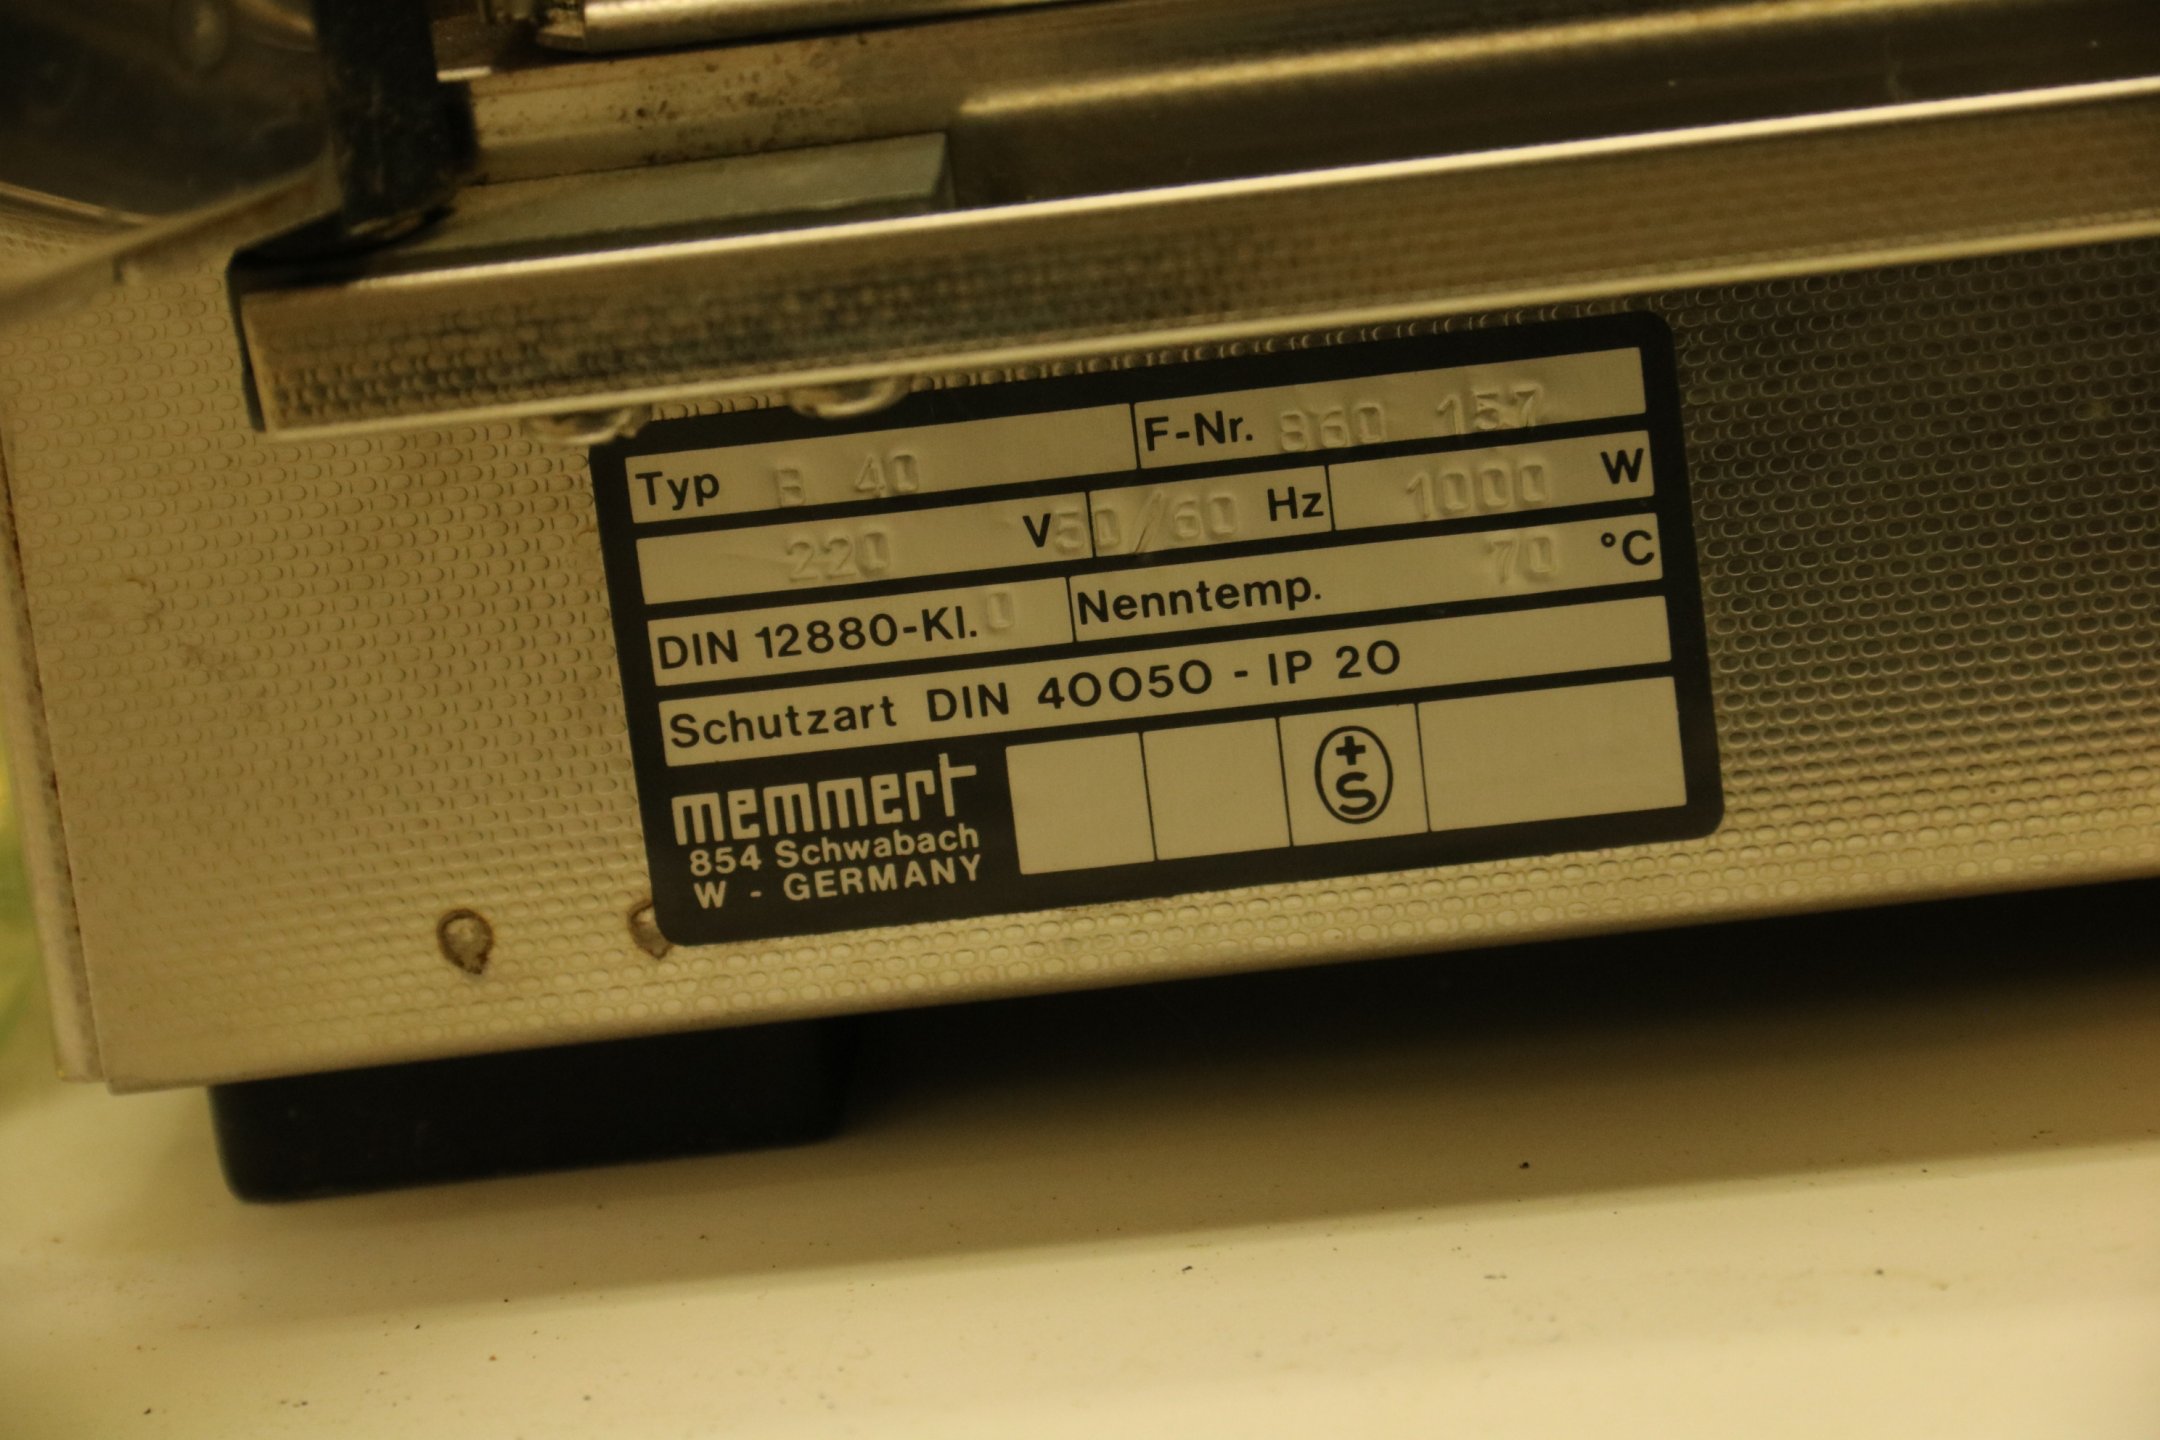 Typ B 40 F-Nr. 860 157
220 V 50/60 Hz 1000 W
DIN 12880-Kl. 0 Nenntemp. 70 °C
Schutzart DIN 40050 - IP 20
memmert
854 Schwabach
W - GERMANY
+
S